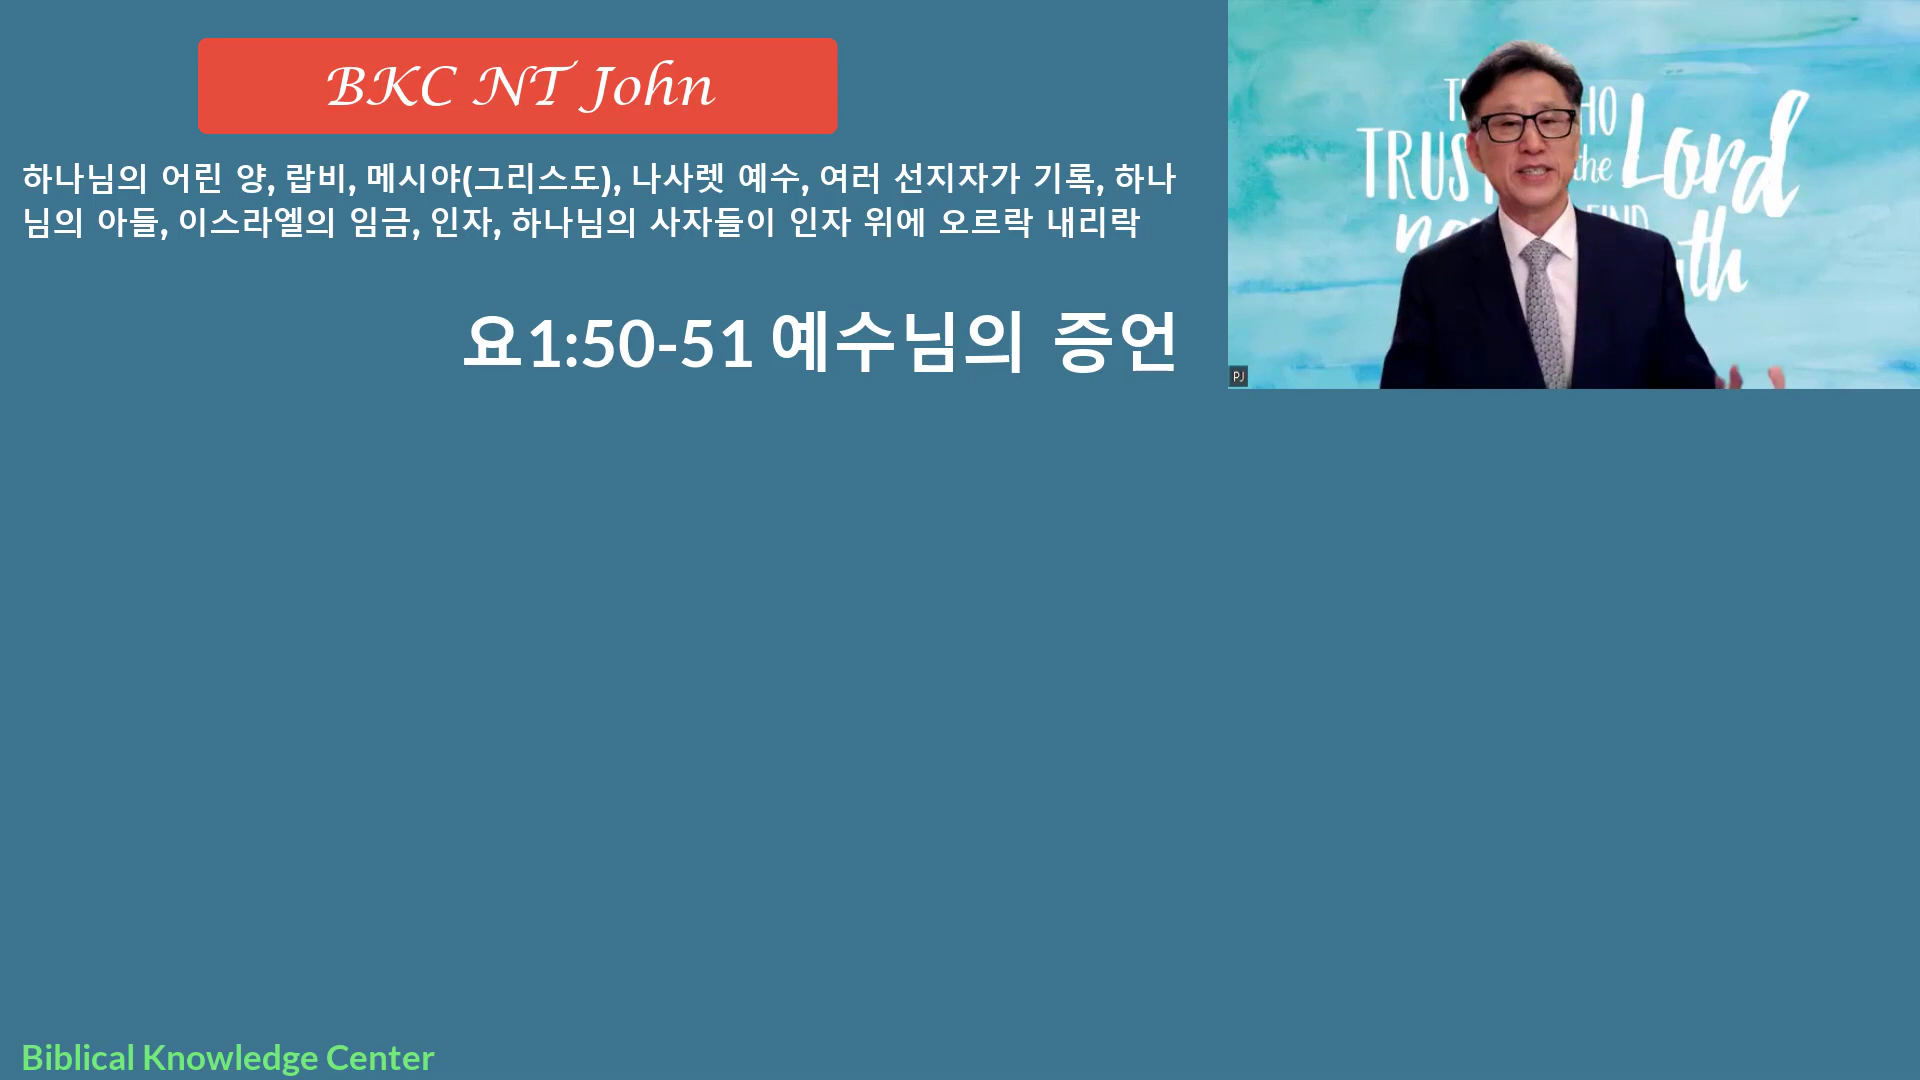 BKC NT John
하나님의 어린 양, 랍비, 메시야(그리스도), 나사렛 예수, 여러 선지자가 기록, 하나
님의 아들, 이스라엘의 임금, 인자, 하나님의 사자들이 인자 위에 오르락 내리락
요1:50-51 예수님의 증언
HO
TRUS
the Lord
PJ
Biblical Knowledge Center